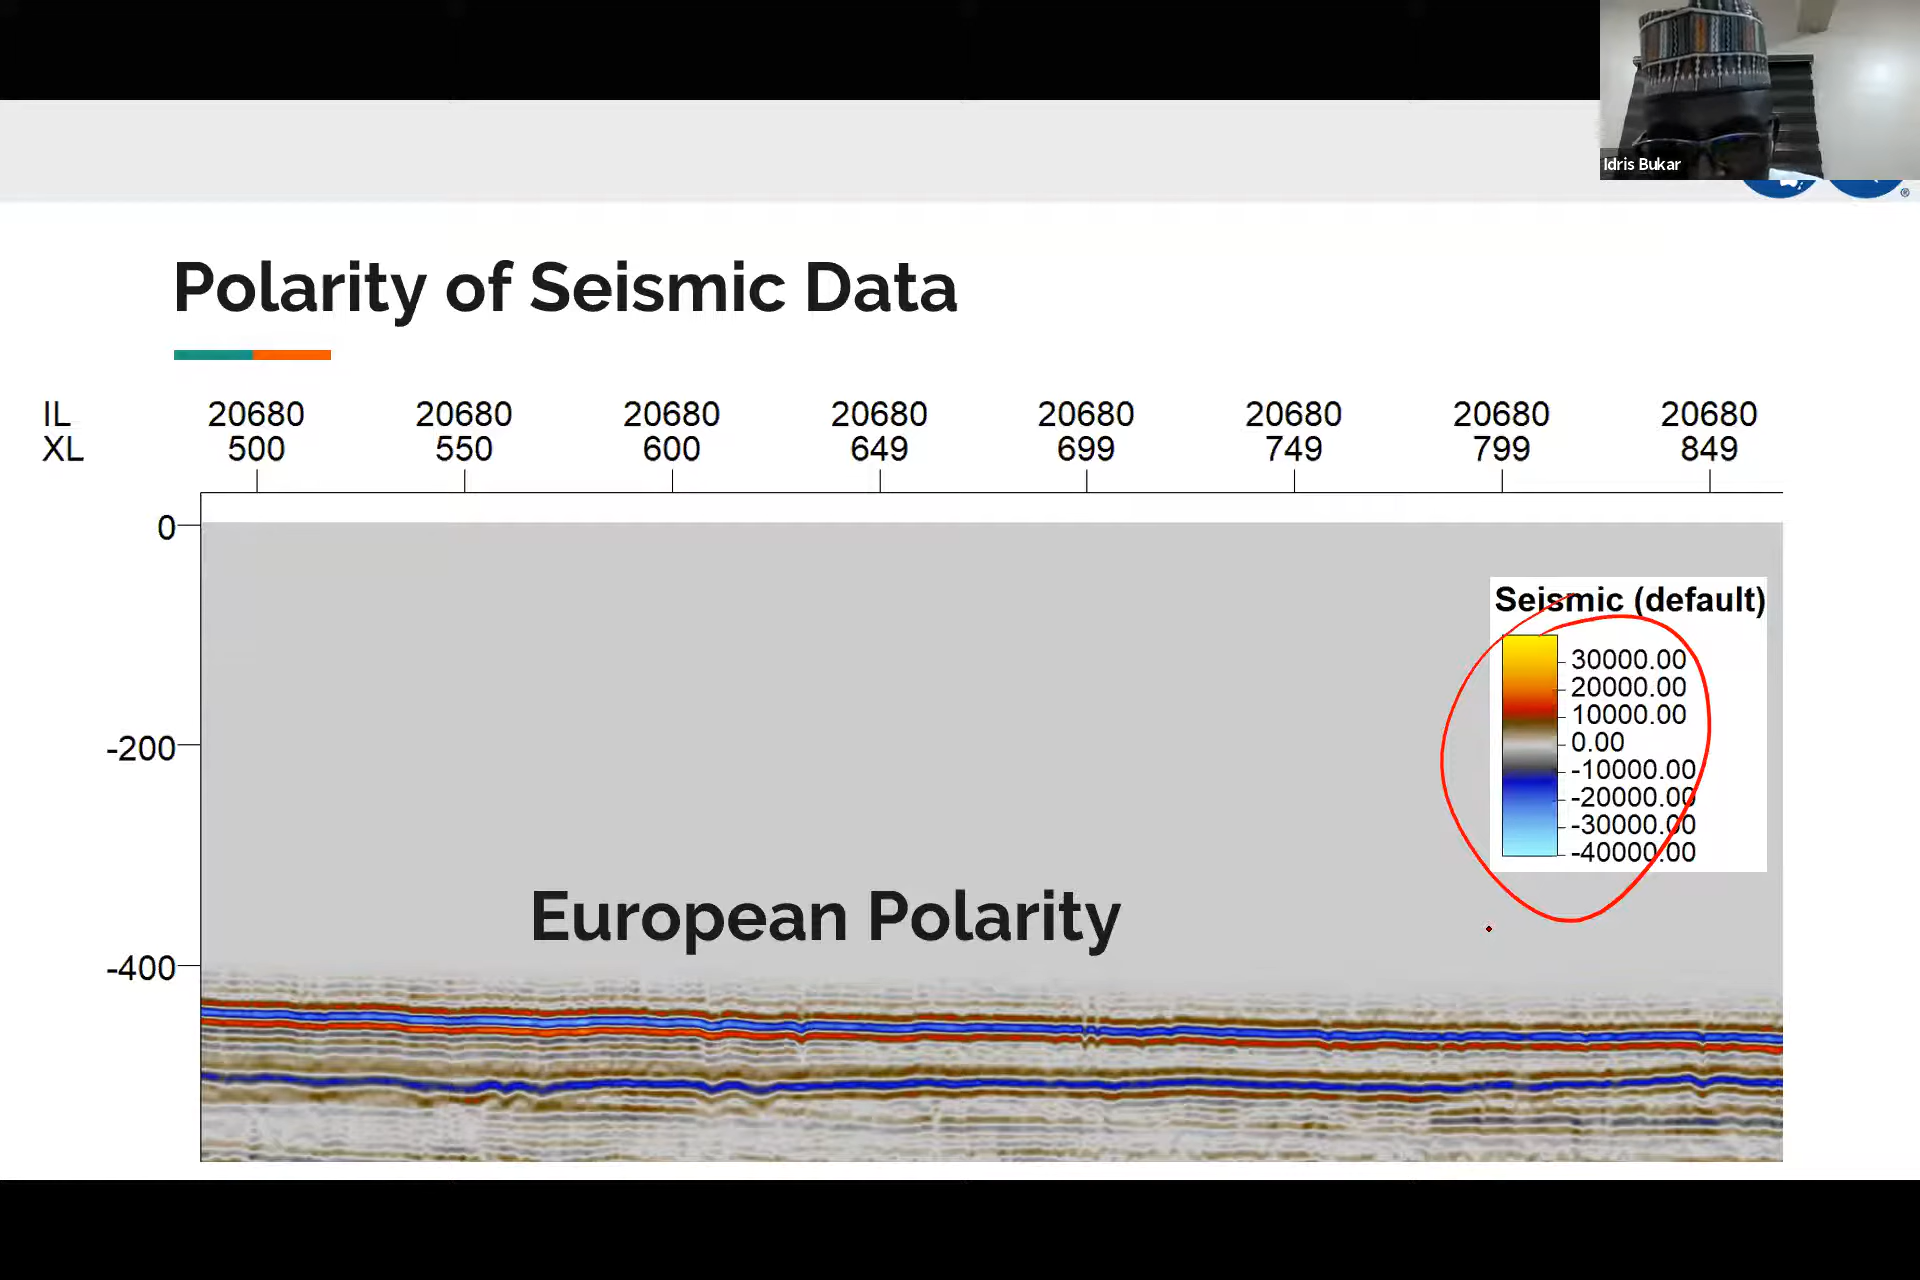 Idris Bukar
®
Polarity of Seismic Data
IL 20680 20680 20680 20680 20680 20680 20680 20680
XL 500 550 600 649 699 749 799 849
0
Seismic (default)
30000.00
20000.00
10000.00
0.00
-10000.00
-20000.00
-30000.00
-40000.00
-200
European Polarity
-400